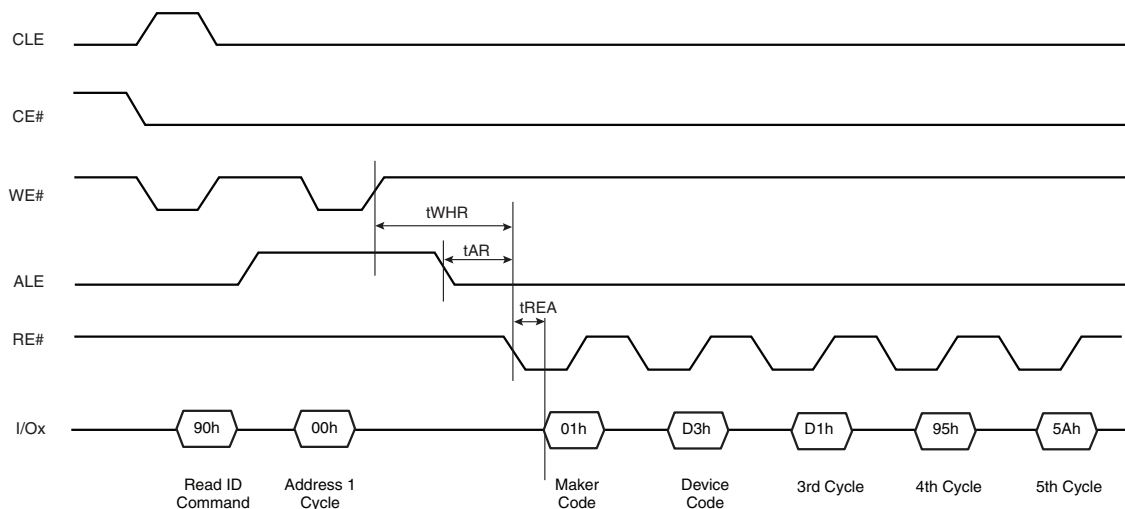 CLE
CE#
WE#
tWHR
tAR
ALE
tREA
RE#
I/Ox
90h
00h
01h
D3h
D1h
95h
5Ah
Read ID
Command
Address 1
Cycle
Maker
Code
Device
Code
3rd Cycle
4th Cycle
5th Cycle